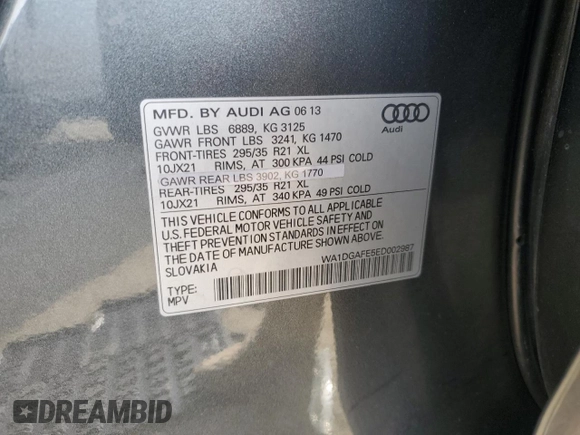 MFD. BY AUDI AG 06 13
GVWR LBS 6889, KG 3125
GAWR FRONT LBS 3241, KG 1470
FRONT-TIRES 295/35 R21 XL
10JX21 RIMS, AT 300 KPA 44 PSI COLD
GAWR REAR LBS 3902, KG 1770
REAR-TIRES 295/35 R21 XL
10JX21 RIMS, AT 340 KPA 49 PSI COLD
THIS VEHICLE CONFORMS TO ALL APPLICABLE
U.S. FEDERAL MOTOR VEHICLE SAFETY AND
THEFT PREVENTION STANDARDS IN EFFECT ON
THE DATE OF MANUFACTURE SHOWN ABOVE.
SLOVAKIA
WA1DGAFE5ED002987
TYPE:
MPV
Audi
DREAMBID